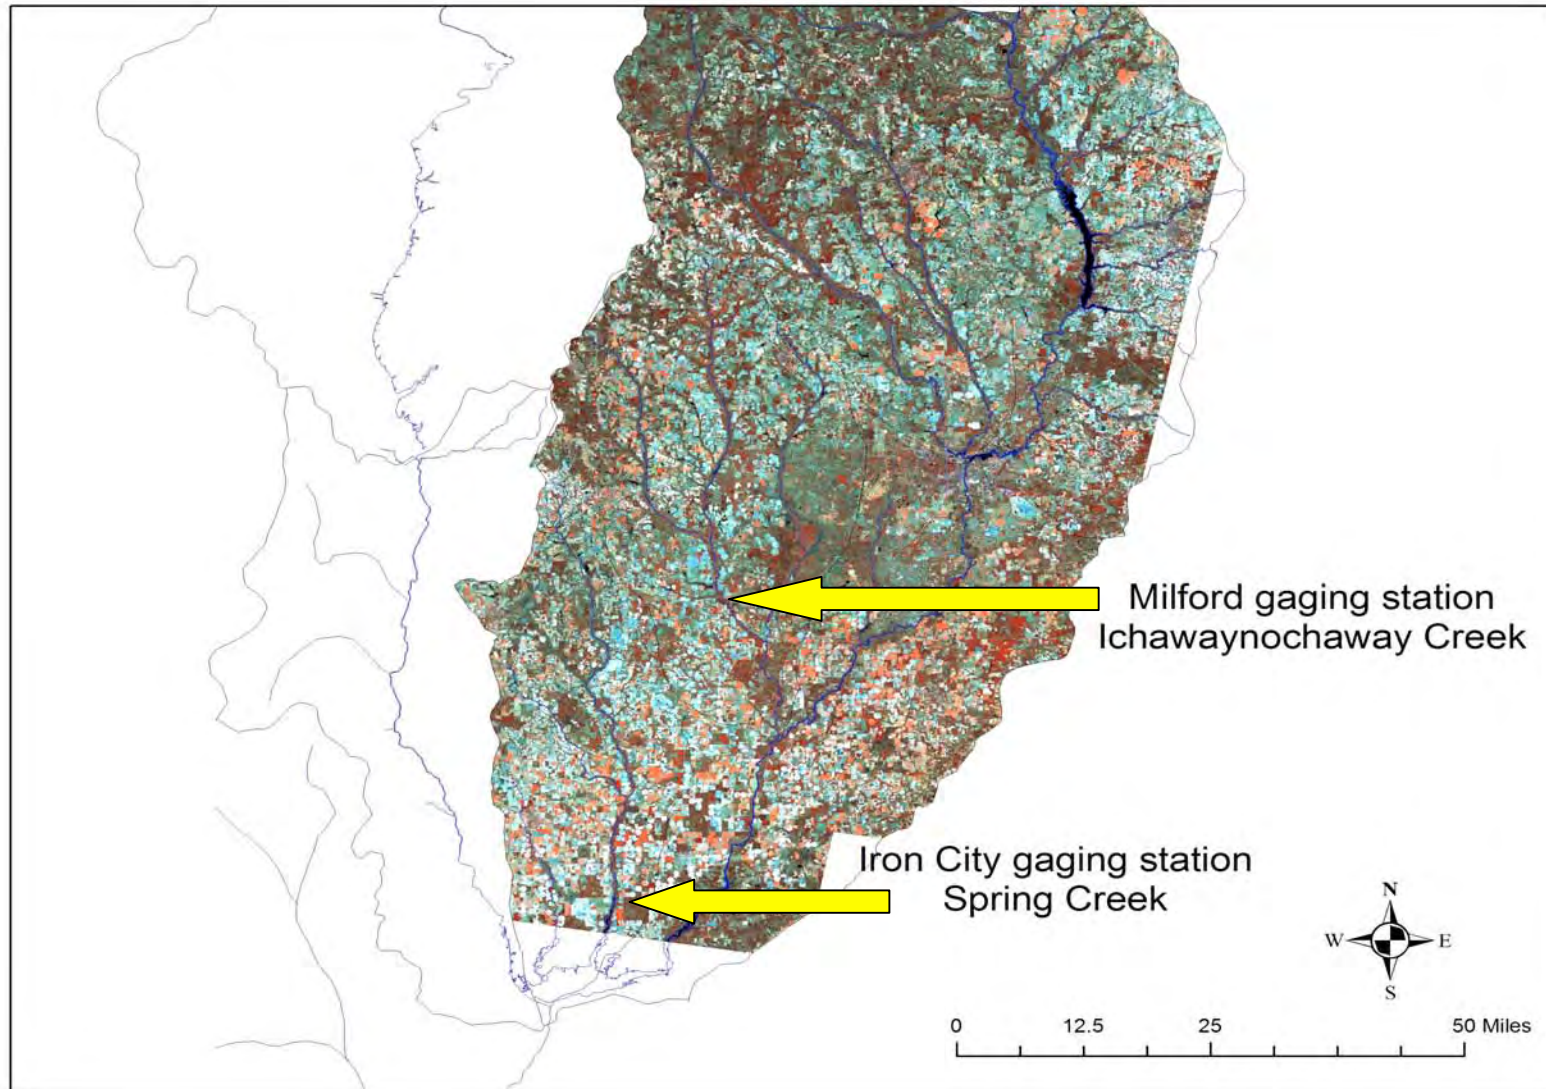 Milford gaging station
Ichawaynochaway Creek
Iron City gaging station
Spring Creek
N
W E
S
0 12.5 25 50 Miles